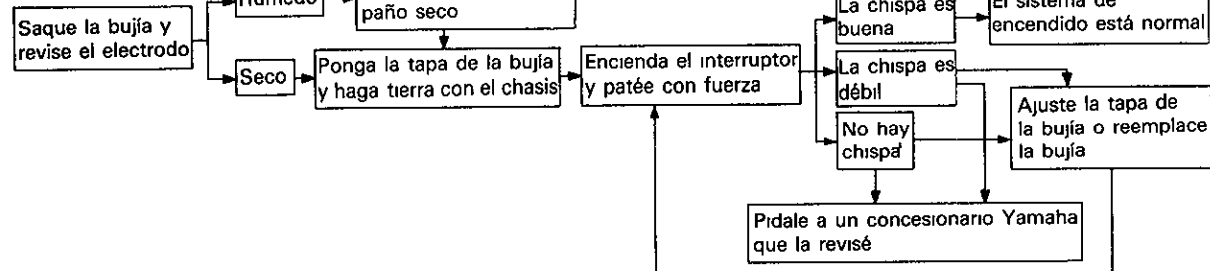 Saque la bujía y
revise el electrodo
Húmedo
paño seco
Seco
Ponga la tapa de la bujía
y haga tierra con el chasis
Encienda el interruptor
y patée con fuerza
La chispa es
buena
El sistema de
encendido está normal
La chispa es
débil
No hay
chispa
Ajuste la tapa de
la bujía o reemplace
la bujía
Pidale a un concesionario Yamaha
que la revisé